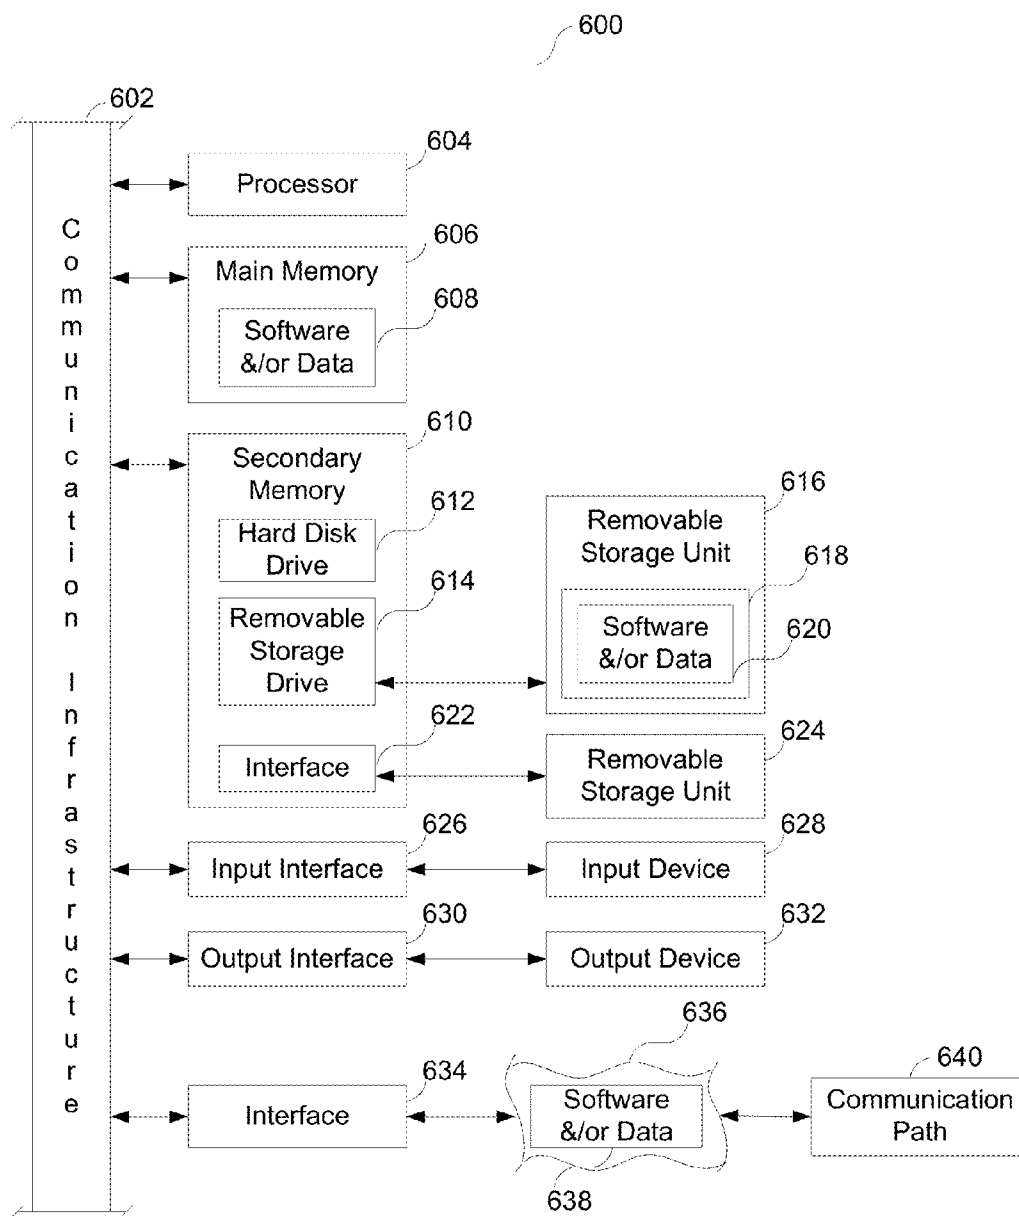 600
602
Communication Infrastructure
604
Processor
606
Main Memory
608
Software
&/or Data
610
Secondary
Memory
612
Hard Disk
Drive
614
Removable
Storage
Drive
616
Removable
Storage Unit
618
Software
&/or Data
620
622
Interface
624
Removable
Storage Unit
626
Input Interface
628
Input Device
630
Output Interface
632
Output Device
634
Interface
636
Software
&/or Data
638
640
Communication
Path